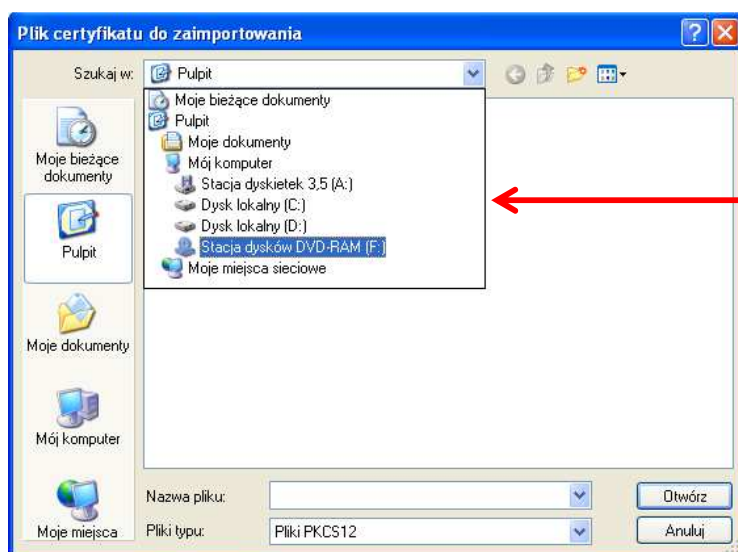 Plik certyfikatu do zaimportowania
Szukaj w: Pulpit
Moje bieżące dokumenty
Pulpit
Moje dokumenty
Mój komputer
Stacja dyskietek 3,5 (A:)
Dysk lokalny (C:)
Dysk lokalny (D:)
Stacja dysków DVD-RAM (F:)
Moje miejsca sieciowe
Moje bieżące
dokumenty
Pulpit
Moje dokumenty
Mój komputer
Moje miejsca
Nazwa pliku:
Otwórz
Pliki typu: Pliki PKCS12
Anuluj